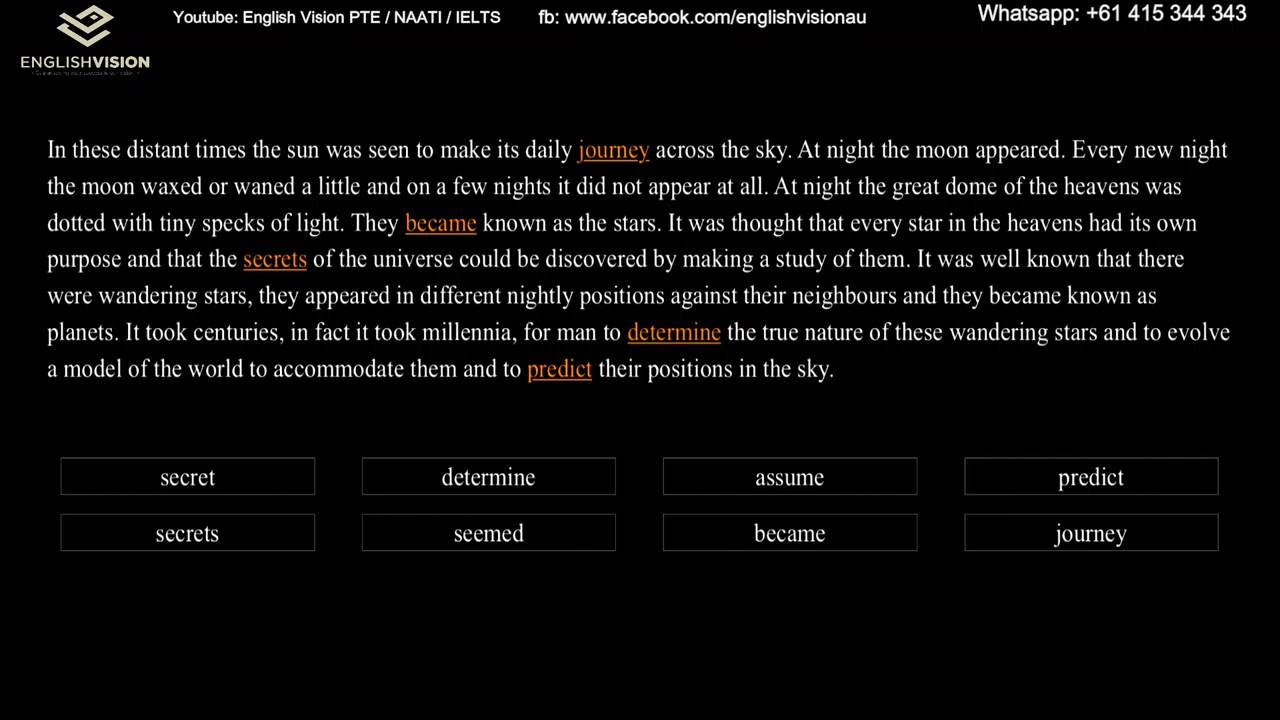 Youtube: English Vision PTE / NAATI / IELTS fb: www.facebook.com/englishvisionau Whatsapp: +61 415 344 343
ENGLISHVISION
In these distant times the sun was seen to make its daily journey across the sky. At night the moon appeared. Every new night
the moon waxed or waned a little and on a few nights it did not appear at all. At night the great dome of the heavens was
dotted with tiny specks of light. They became known as the stars. It was thought that every star in the heavens had its own
purpose and that the secrets of the universe could be discovered by making a study of them. It was well known that there
were wandering stars, they appeared in different nightly positions against their neighbours and they became known as
planets. It took centuries, in fact it took millennia, for man to determine the true nature of these wandering stars and to evolve
a model of the world to accommodate them and to predict their positions in the sky.
secret determine assume predict
secrets seemed became journey